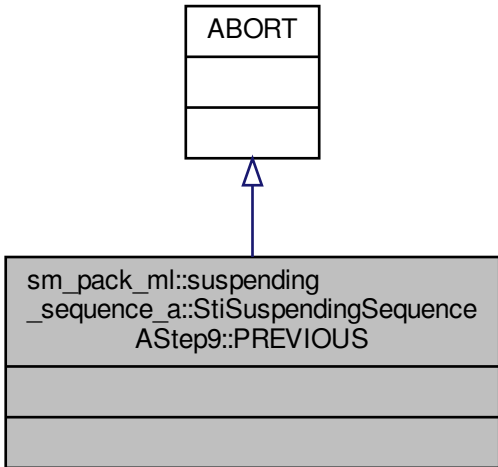 ABORT
sm_pack_ml::suspending
_sequence_a::StiSuspendingSequence
AStep9::PREVIOUS